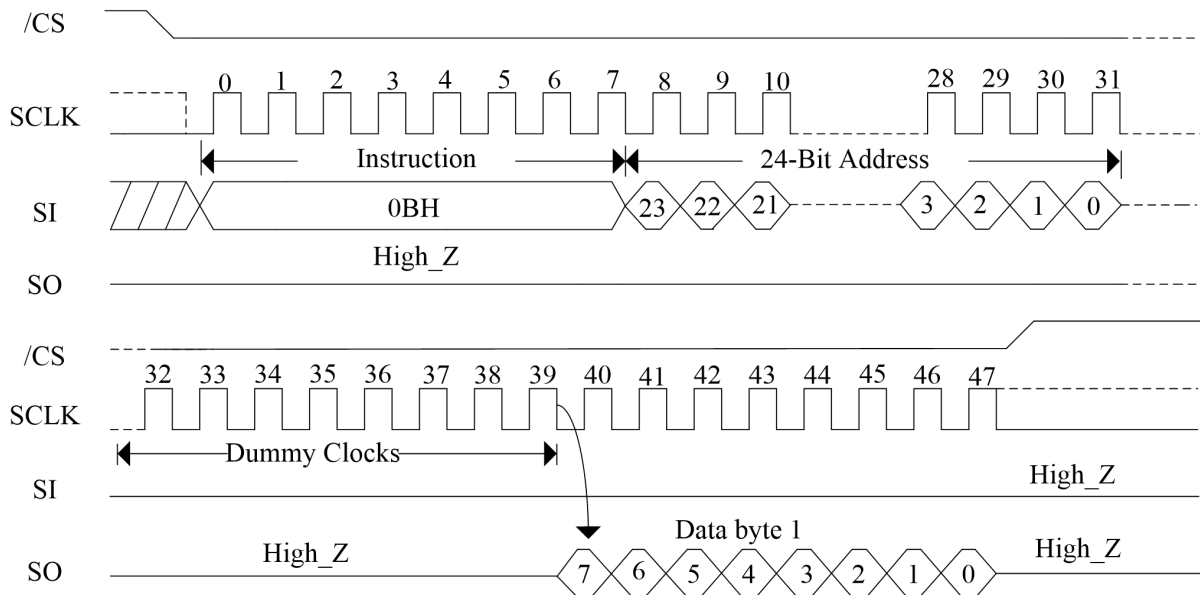 /CS
0 1 2 3 4 5 6 7 8 9 10 28 29 30 31
SCLK
Instruction 24-Bit Address
SI 0BH 23 22 21 3 2 1 0
High_Z
SO
/CS
32 33 34 35 36 37 38 39 40 41 42 43 44 45 46 47
SCLK
Dummy Clocks
SI High_Z
High_Z Data byte 1 High_Z
SO 7 6 5 4 3 2 1 0